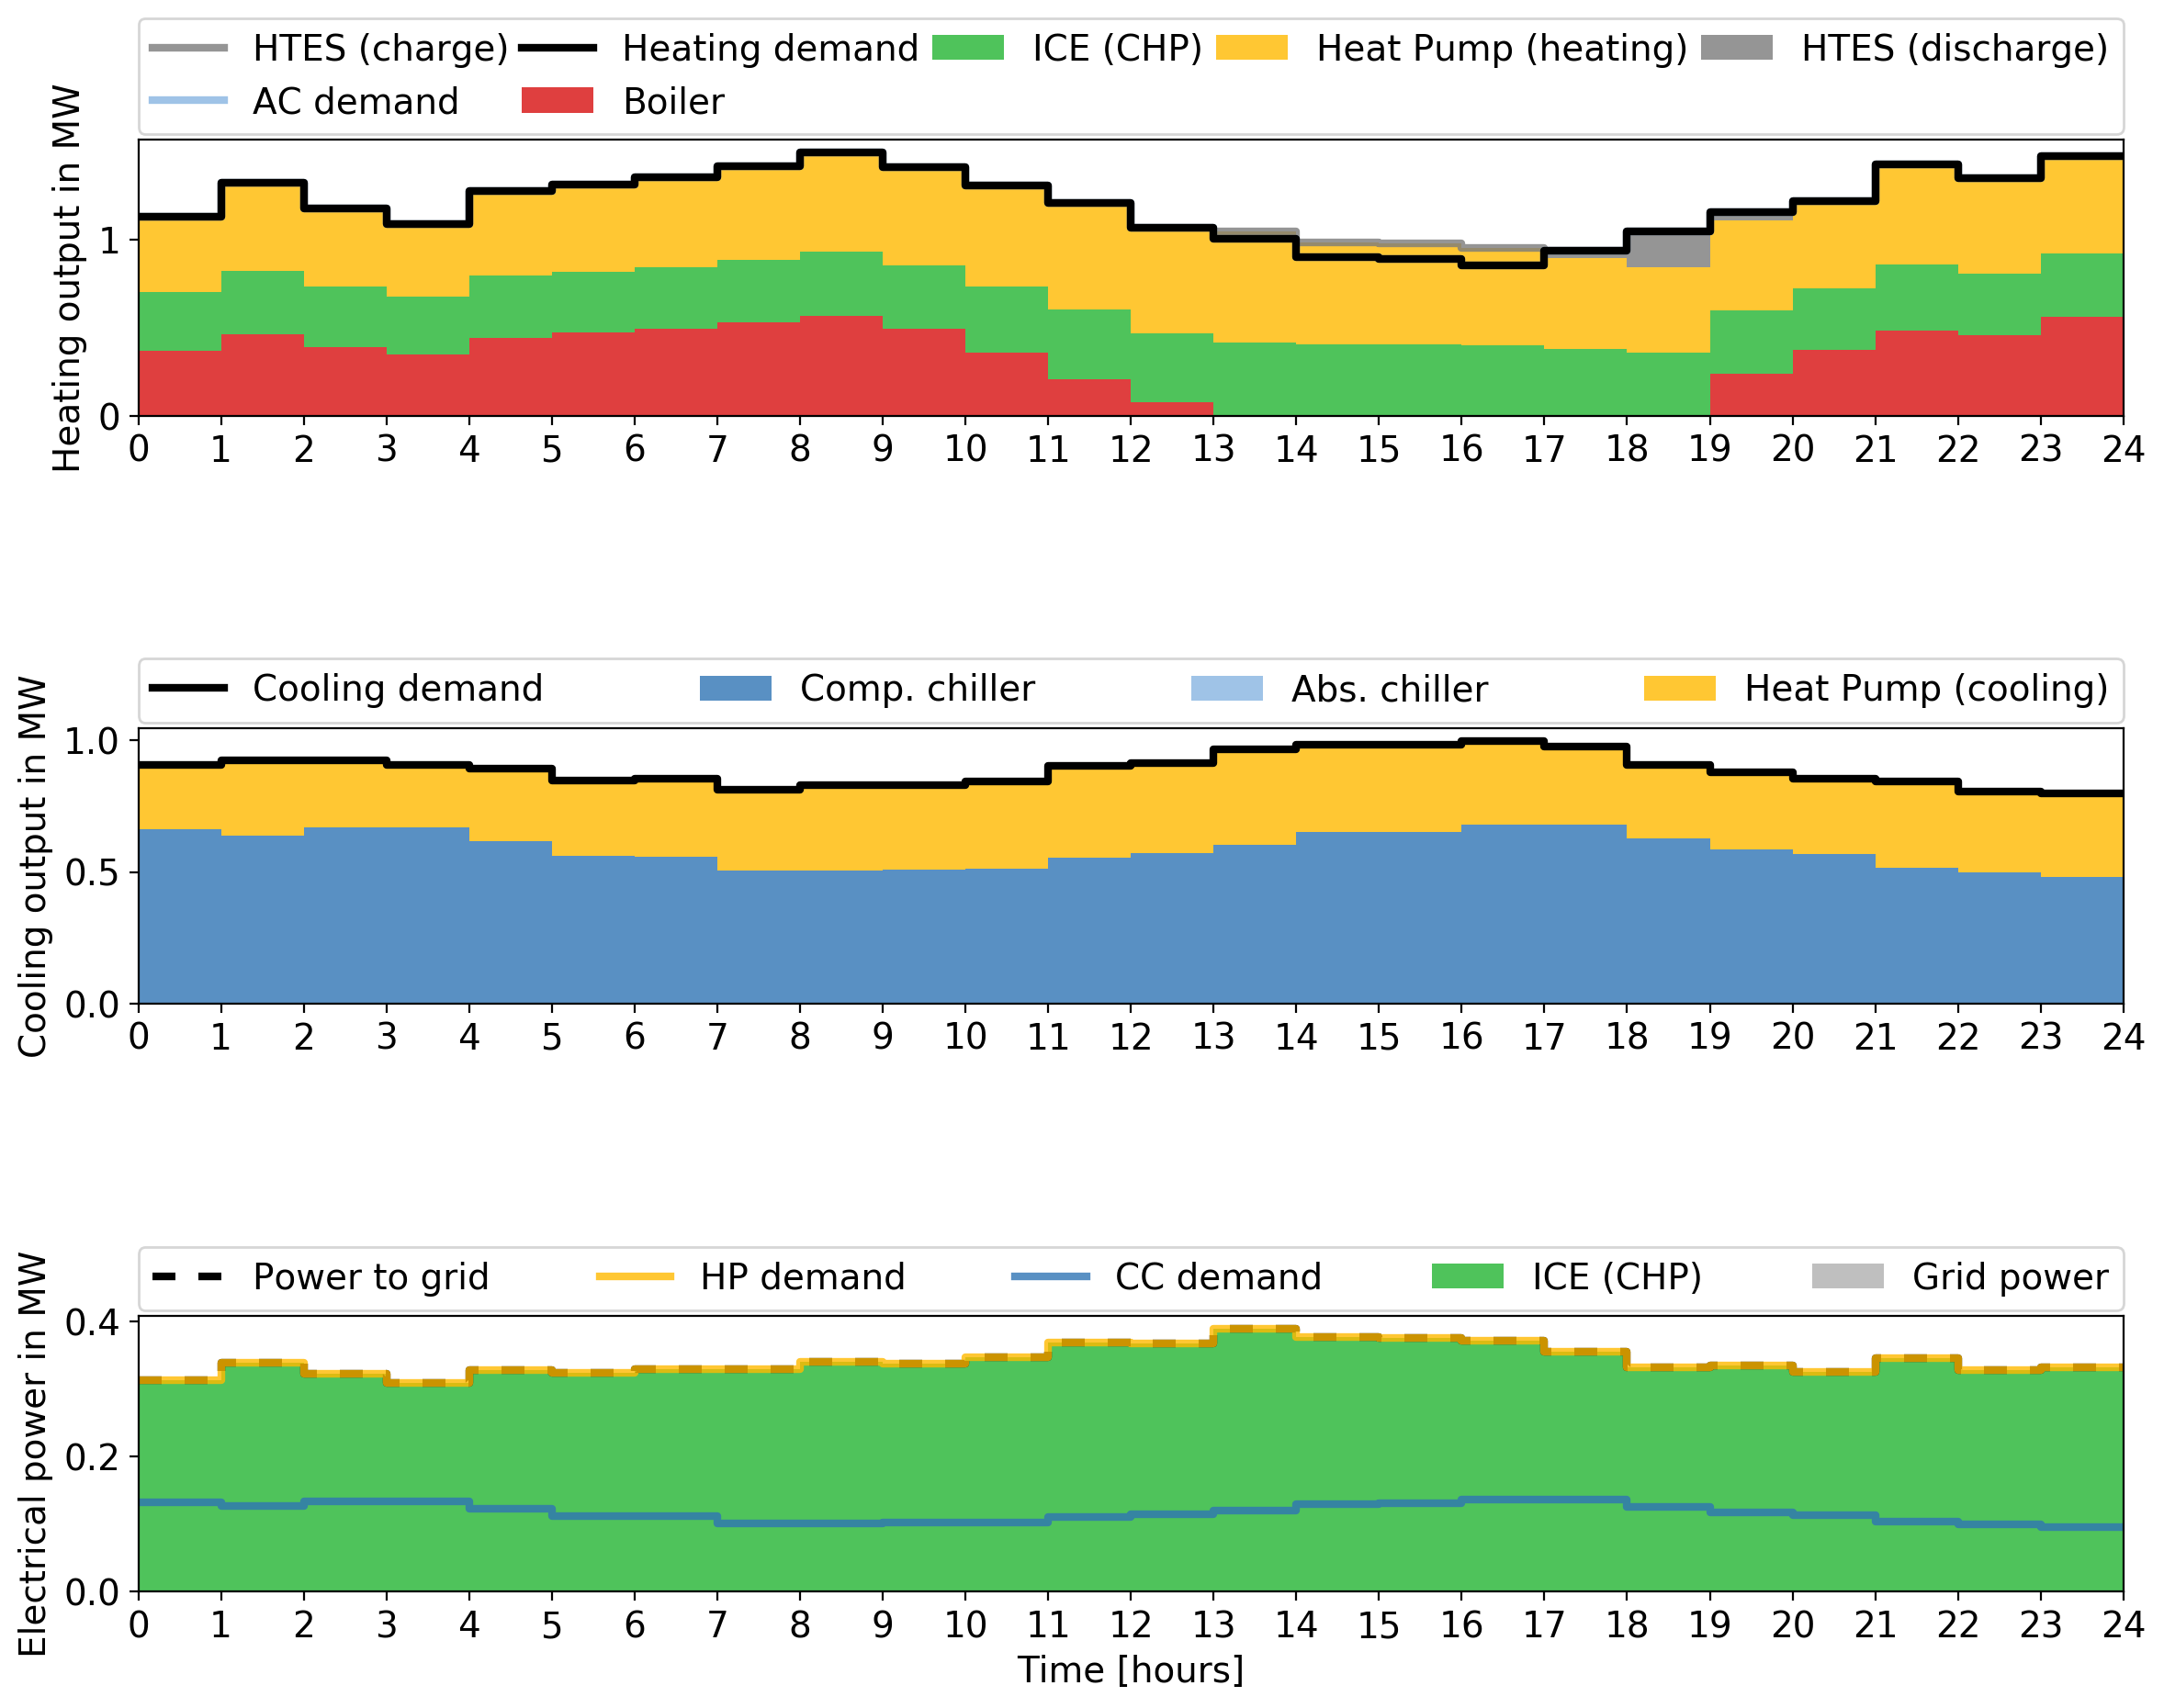 HTES (charge) Heating demand ICE (CHP) Heat Pump (heating) HTES (discharge)
AC demand Boiler
Heating output in MW
1
0
0 1 2 3 4 5 6 7 8 9 10 11 12 13 14 15 16 17 18 19 20 21 22 23 24
Cooling demand Comp. chiller Abs. chiller Heat Pump (cooling)
Cooling output in MW
1.0
0.5
0.0
0 1 2 3 4 5 6 7 8 9 10 11 12 13 14 15 16 17 18 19 20 21 22 23 24
Power to grid HP demand CC demand ICE (CHP) Grid power
Electrical power in MW
0.4
0.2
0.0
0 1 2 3 4 5 6 7 8 9 10 11 12 13 14 15 16 17 18 19 20 21 22 23 24
Time [hours]